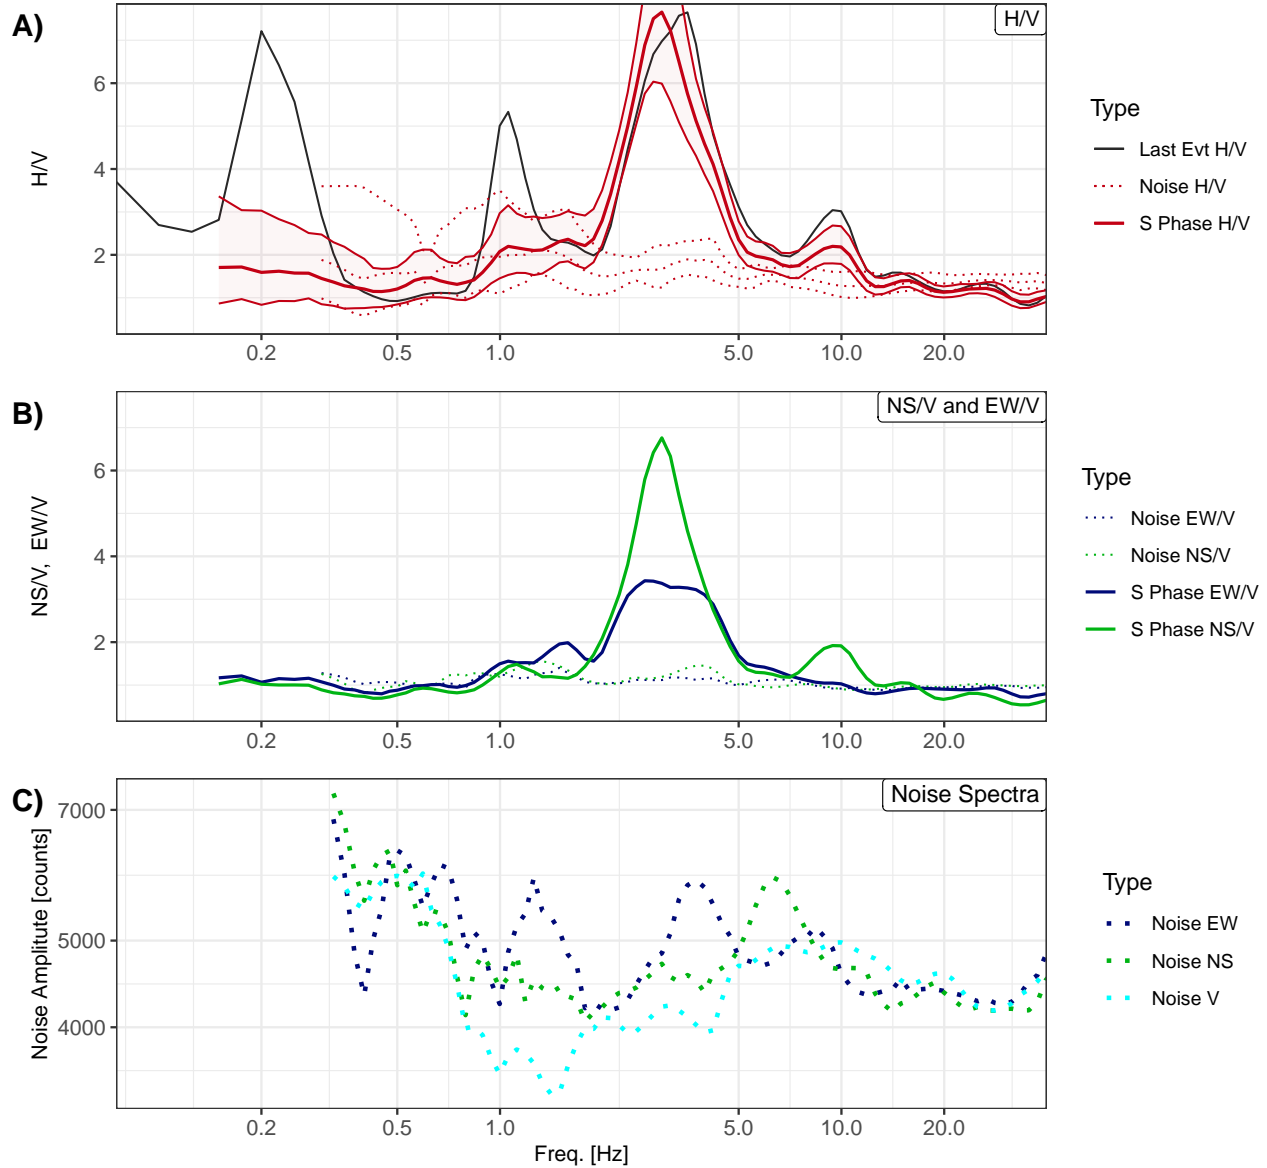 A)
H/V
6
4
2
H/V
0.2
0.5
1.0
5.0
10.0
20.0
Type
Last Evt H/V
Noise H/V
S Phase H/V
B)
NS/V and EW/V
6
4
2
NS/V, EW/V
0.2
0.5
1.0
5.0
10.0
20.0
Type
Noise EW/V
Noise NS/V
S Phase EW/V
S Phase NS/V
C)
Noise Spectra
7000
5000
4000
Noise Amplitude [counts]
0.2
0.5
1.0
5.0
10.0
20.0
Freq. [Hz]
Type
Noise EW
Noise NS
Noise V